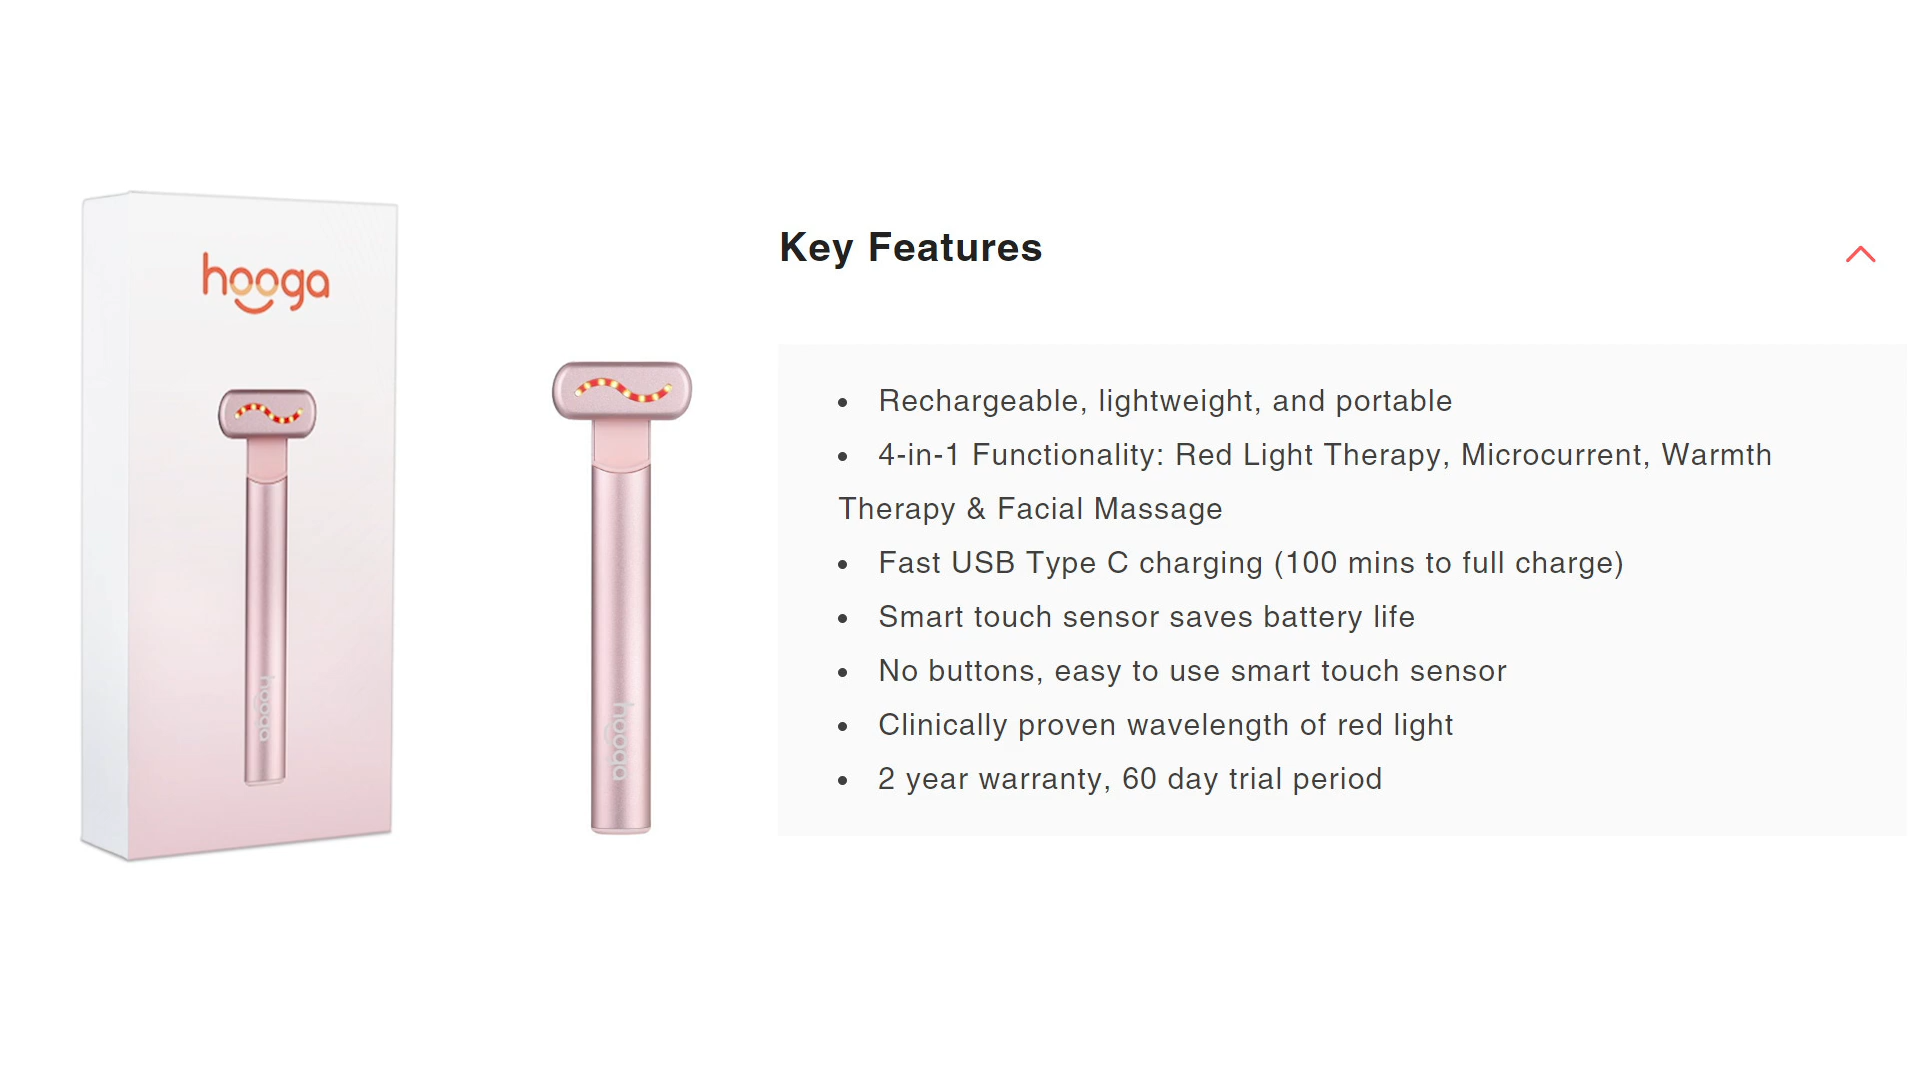 hooga
hooga
hooga
Key Features
• Rechargeable, lightweight, and portable
• 4-in-1 Functionality: Red Light Therapy, Microcurrent, Warmth
Therapy & Facial Massage
• Fast USB Type C charging (100 mins to full charge)
• Smart touch sensor saves battery life
• No buttons, easy to use smart touch sensor
• Clinically proven wavelength of red light
• 2 year warranty, 60 day trial period